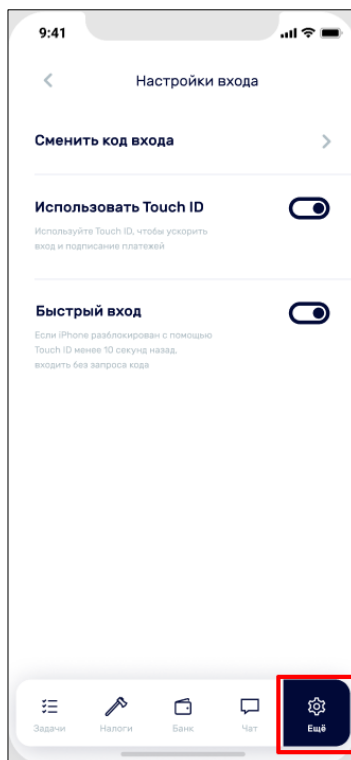 9:41
Настройки входа
Сменить код входа
Использовать Touch ID
Используйте Touch ID, чтобы ускорить
вход и подписание платежей
Быстрый вход
Если iPhone разблокирован с помощью
Touch ID менее 10 секунд назад,
входить без запроса кода
Задачи Налоги Банк Чат Ещё